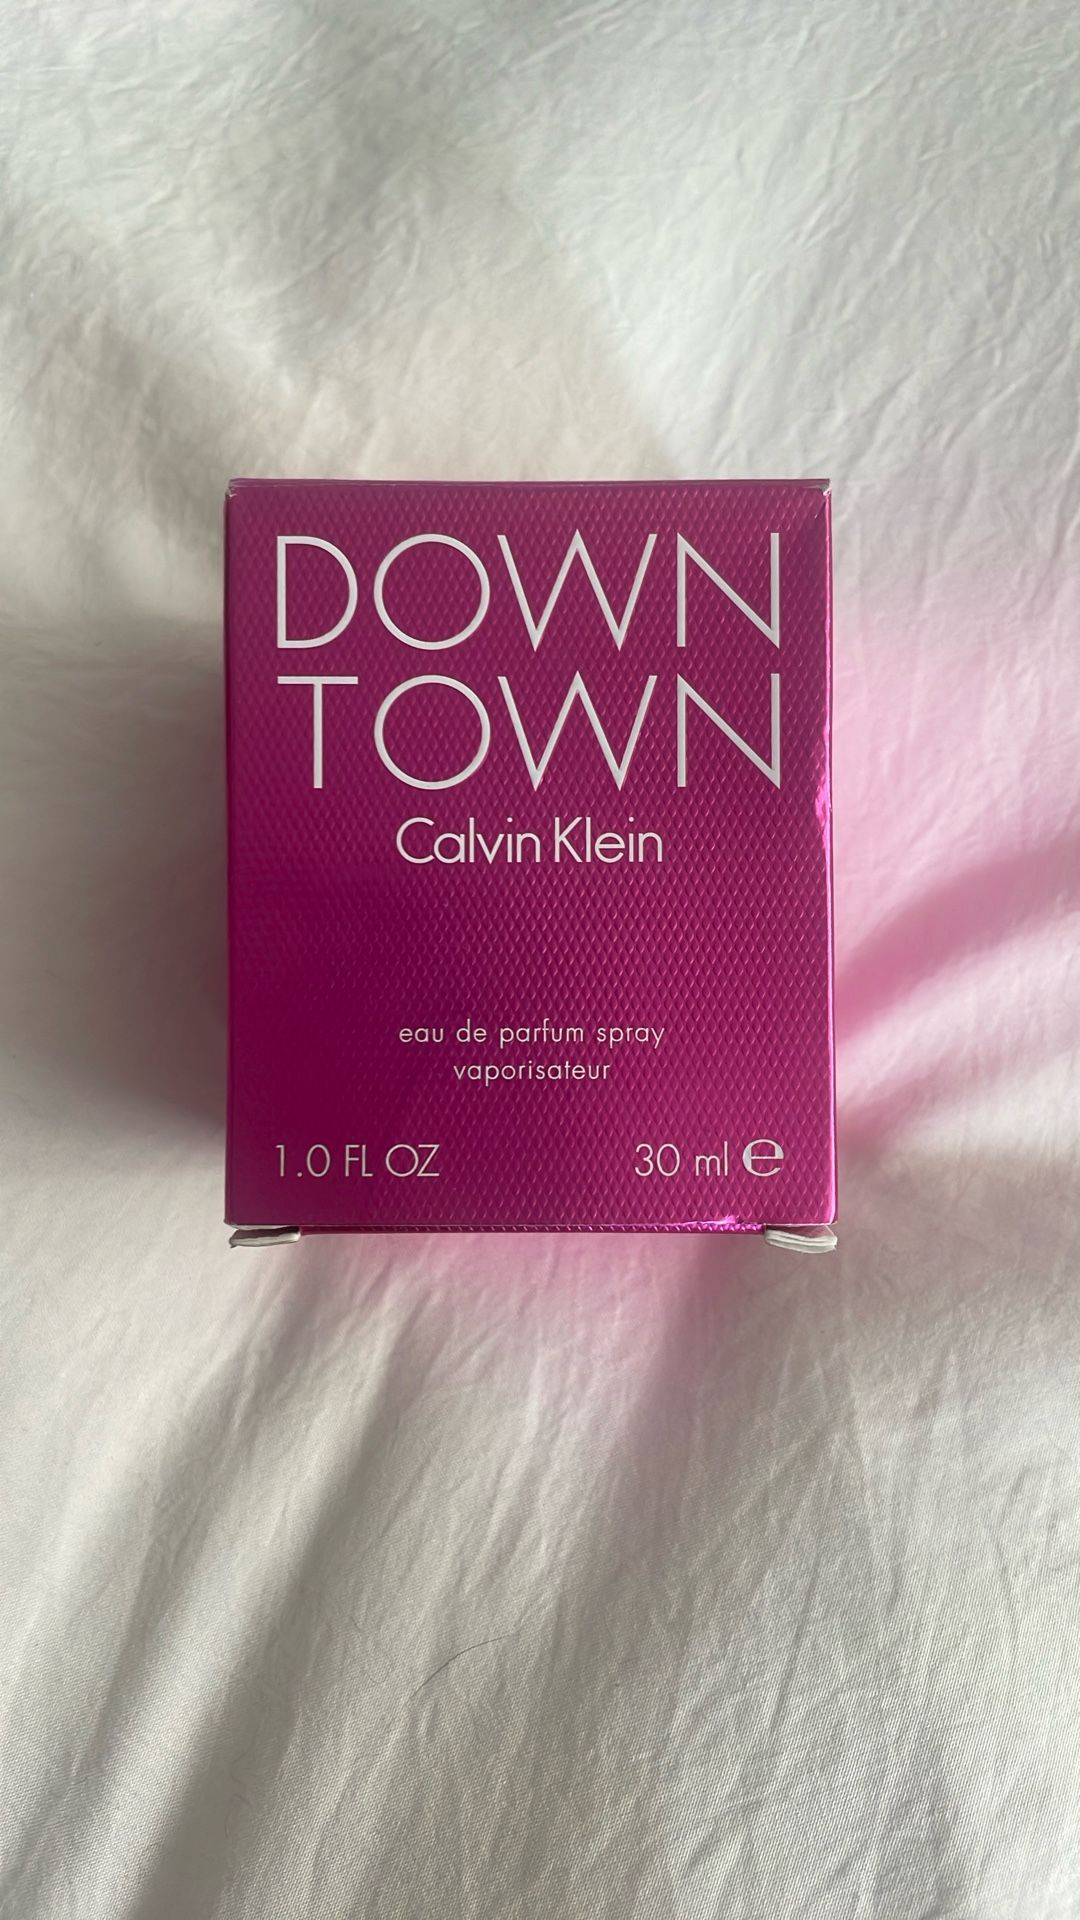 DOWN
TOWN
Calvin Klein
eau de parfum spray
vaporisateur
1.0 FL OZ 30 ml ℮